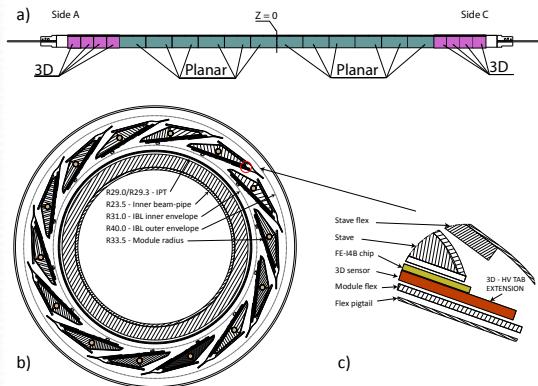 a)
Side A
Z = 0
Side C
3D
Planar
Planar
3D
R29.0/R29.3 - IPT
R23.5 - Inner beam-pipe
R31.0 - IBL inner envelope
R40.0 - IBL outer envelope
R33.5 - Module radius
b)
Stave flex
Stave
FE-I4B chip
3D sensor
Module flex
Flex pigtail
3D - HV TAB
EXTENSION
c)